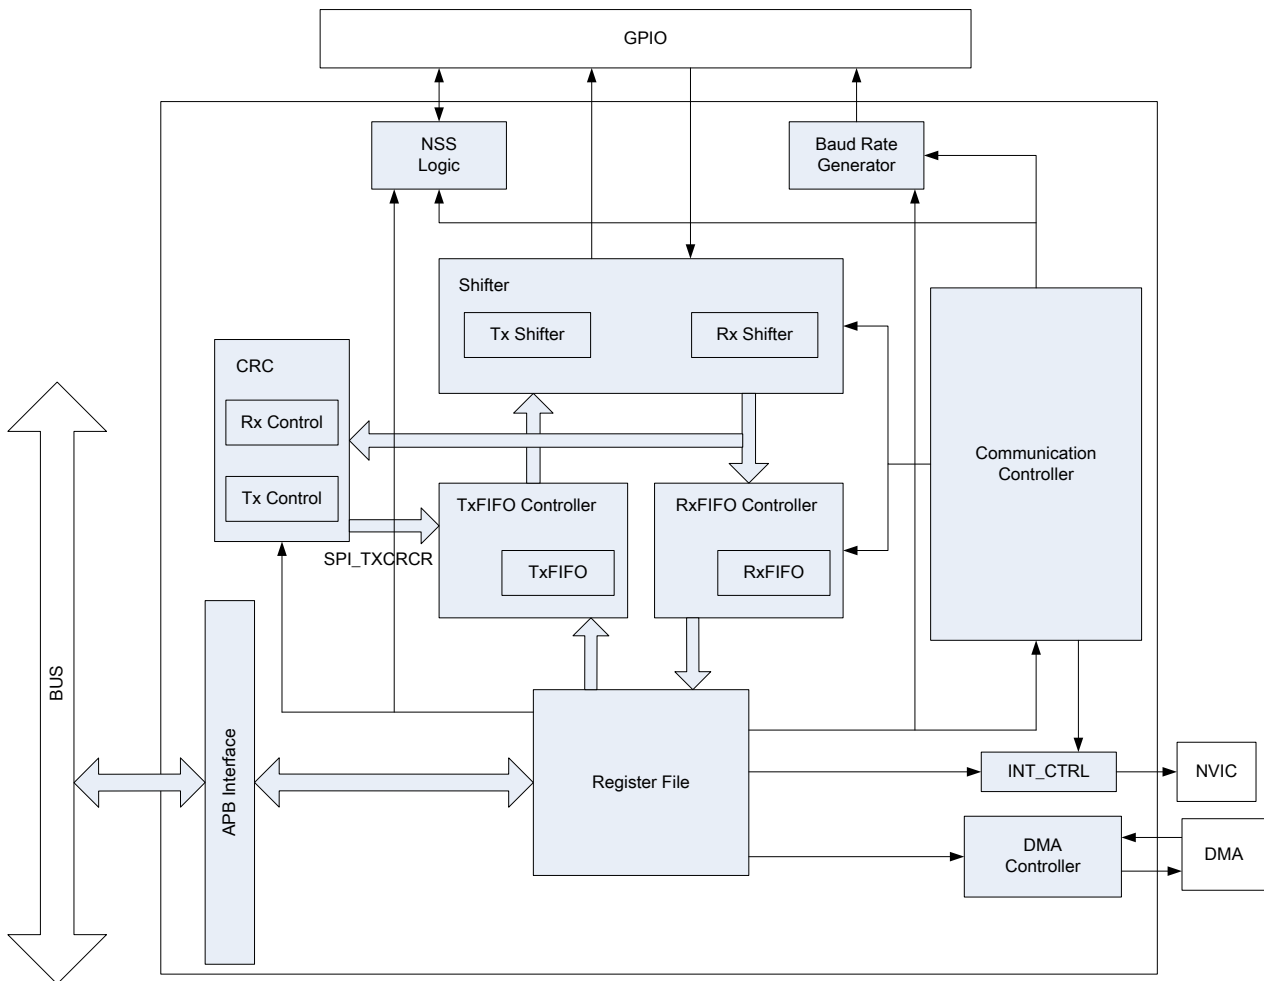 GPIO
NSS
Logic
Baud Rate
Generator
Shifter
Tx Shifter
Rx Shifter
CRC
Rx Control
Tx Control
Communication
Controller
TxFIFO Controller
TxFIFO
RxFIFO Controller
RxFIFO
SPI_TXCRCR
BUS
APB Interface
Register File
INT_CTRL
NVIC
DMA
Controller
DMA